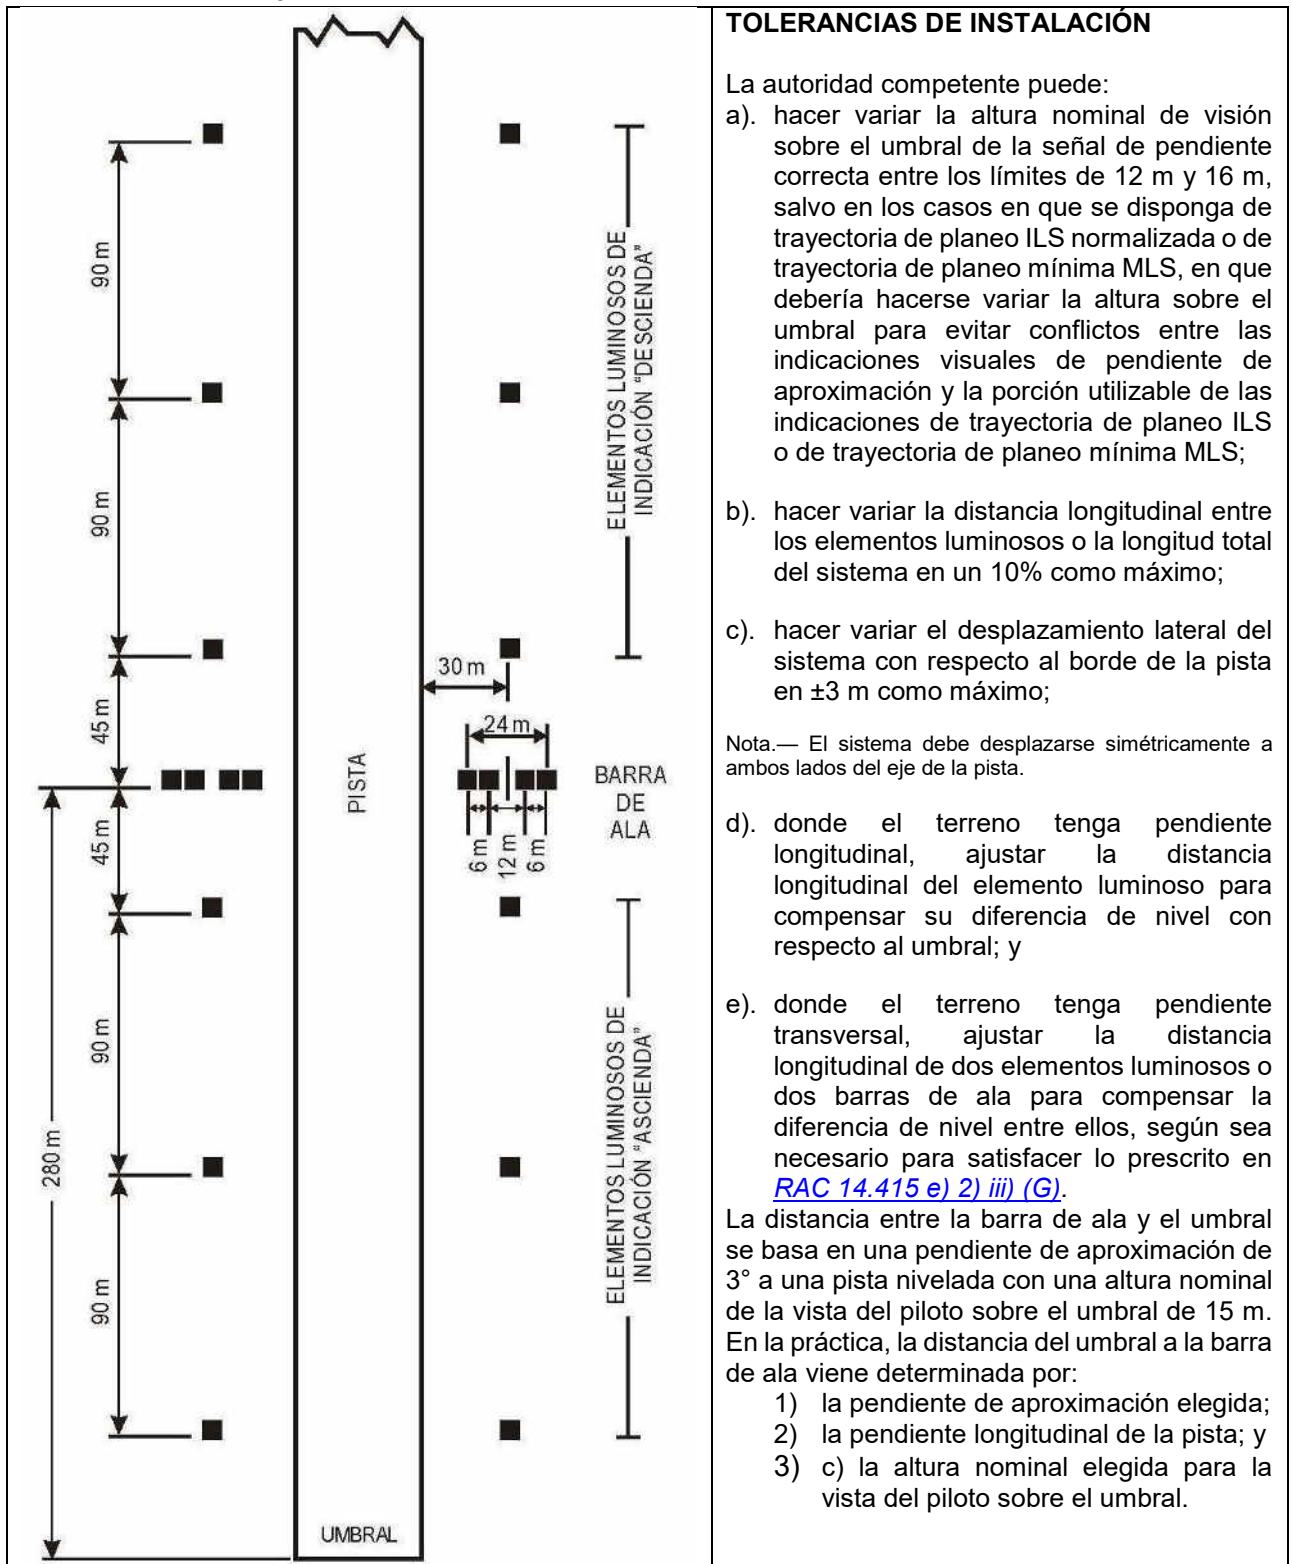 90 m
90 m
45 m
45 m
90 m
90 m
280 m
PISTA
UMBRAL
30 m
24 m
6 m
12 m
6 m
ELEMENTOS LUMINOSOS DE
INDICACIÓN "DESCIENDA"
BARRA
DE
ALA
ELEMENTOS LUMINOSOS DE
INDICACIÓN "ASCIENDA"
TOLERANCIAS DE INSTALACIÓN
La autoridad competente puede:
a). hacer variar la altura nominal de visión
sobre el umbral de la señal de pendiente
correcta entre los límites de 12 m y 16 m,
salvo en los casos en que se disponga de
trayectoria de planeo ILS normalizada o de
trayectoria de planeo mínima MLS, en que
debería hacerse variar la altura sobre el
umbral para evitar conflictos entre las
indicaciones visuales de pendiente de
aproximación y la porción utilizable de las
indicaciones de trayectoria de planeo ILS
o de trayectoria de planeo mínima MLS;
b). hacer variar la distancia longitudinal entre
los elementos luminosos o la longitud total
del sistema en un 10% como máximo;
c). hacer variar el desplazamiento lateral del
sistema con respecto al borde de la pista
en ±3 m como máximo;
Nota.— El sistema debe desplazarse simétricamente a
ambos lados del eje de la pista.
d). donde el terreno tenga pendiente
longitudinal, ajustar la distancia
longitudinal del elemento luminoso para
compensar su diferencia de nivel con
respecto al umbral; y
e). donde el terreno tenga pendiente
transversal, ajustar la distancia
longitudinal de dos elementos luminosos o
dos barras de ala para compensar la
diferencia de nivel entre ellos, según sea
necesario para satisfacer lo prescrito en
RAC 14.415 e) 2) iii) (G).
La distancia entre la barra de ala y el umbral
se basa en una pendiente de aproximación de
3° a una pista nivelada con una altura nominal
de la vista del piloto sobre el umbral de 15 m.
En la práctica, la distancia del umbral a la barra
de ala viene determinada por:
1) la pendiente de aproximación elegida;
2) la pendiente longitudinal de la pista; y
3) c) la altura nominal elegida para la
vista del piloto sobre el umbral.